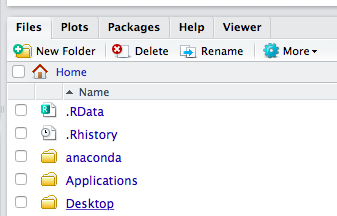 Files Plots Packages Help Viewer
New Folder Delete Rename More
Home
Name
.RData
.Rhistory
anaconda
Applications
Desktop